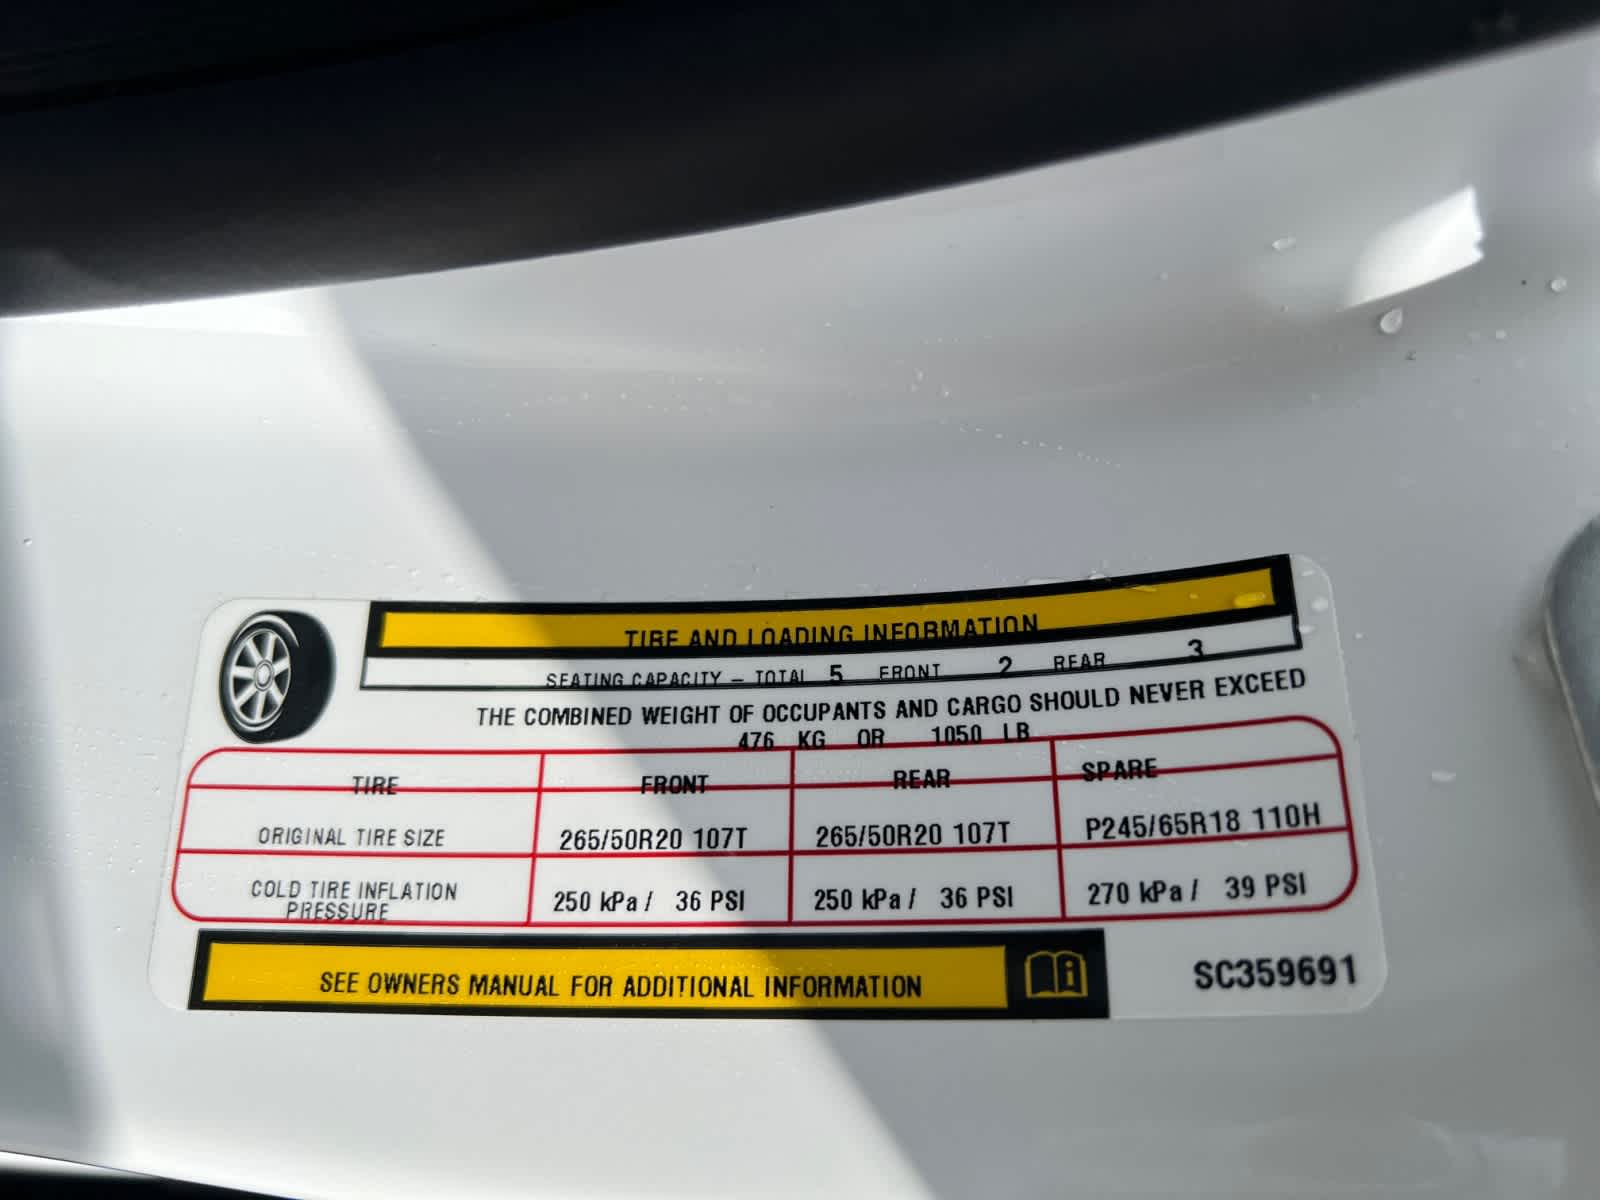 TIRE AND LOADING INFORMATION
SEATING CAPACITY – TOTAL 5 FRONT 2 REAR 3
THE COMBINED WEIGHT OF OCCUPANTS AND CARGO SHOULD NEVER EXCEED
476 KG OR 1050 LB
TIRE FRONT REAR SPARE
ORIGINAL TIRE SIZE 265/50R20 107T 265/50R20 107T P245/65R18 110H
COLD TIRE INFLATION
PRESSURE 250 kPa / 36 PSI 250 kPa / 36 PSI 270 kPa / 39 PSI
SEE OWNERS MANUAL FOR ADDITIONAL INFORMATION
SC359691